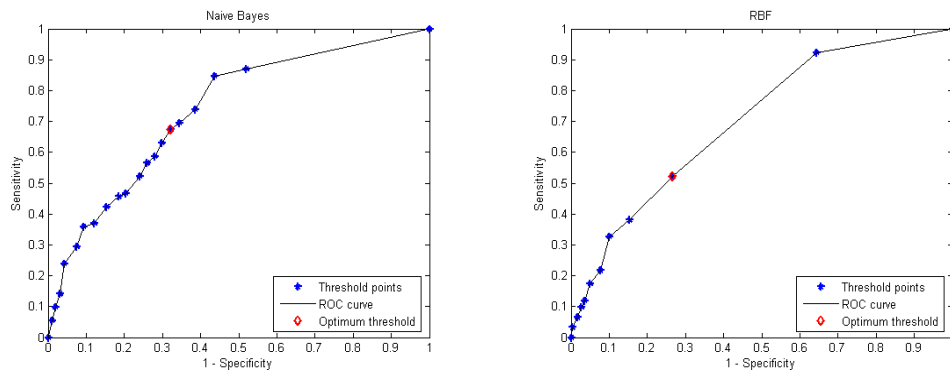 Naive Bayes
1
0.9
0.8
0.7
0.6
0.5
0.4
0.3
0.2
0.1
0
Sensitivity
0 0.1 0.2 0.3 0.4 0.5 0.6 0.7 0.8 0.9 1
1 - Specificity
Threshold points
ROC curve
Optimum threshold
RBF
1
0.9
0.8
0.7
0.6
0.5
0.4
0.3
0.2
0.1
0
Sensitivity
0 0.1 0.2 0.3 0.4 0.5 0.6 0.7 0.8 0.9
1 - Specificity
Threshold points
ROC curve
Optimum threshold